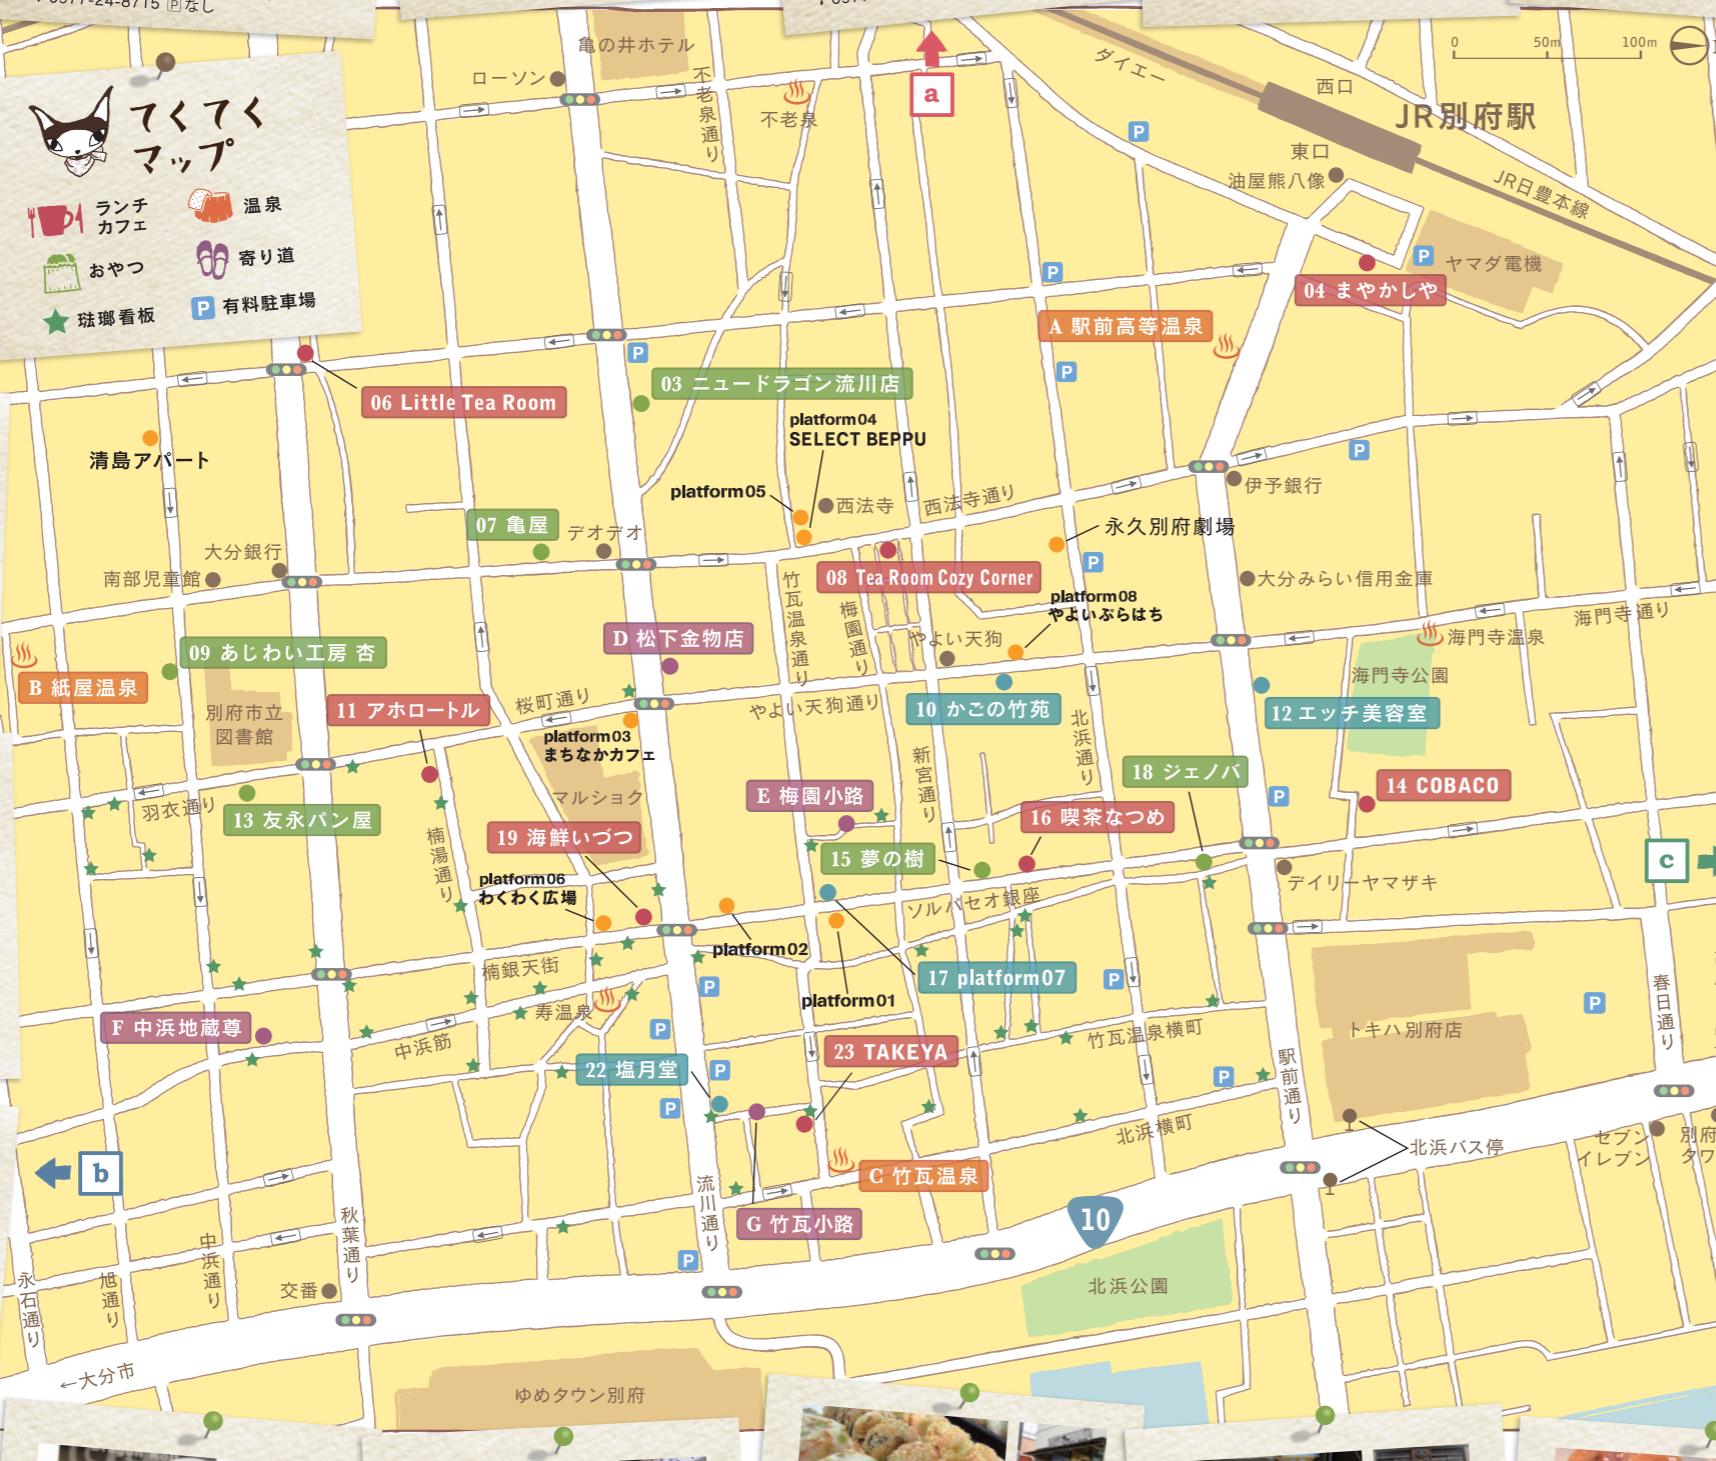 0977-24-8715 Pなし
てくてく
マップ
ランチ
カフェ
温泉
おやつ
寄り道
琺瑯看板
P 有料駐車場
亀の井ホテル
ローソン
不老泉通り
不老泉
a
ダイエー
0 50m 100m
西口
JR別府駅
東口
油屋熊八像
JR日豊本線
P
P
P
ヤマダ電機
04 まやかしや
A 駅前高等温泉
P
P
03 ニュードラゴン流川店
06 Little Tea Room
platform04
SELECT BEPPU
清島アパート
platform05
西法寺
西法寺通り
P
伊予銀行
07 亀屋
デオデオ
永久別府劇場
大分銀行
南部児童館
P
08 Tea Room Cozy Corner
大分みらい信用金庫
竹瓦温泉通り
梅園通り
platform08
やよいぷらはち
海門寺通り
海門寺温泉
D 松下金物店
やよい天狗
09 あじわい工房 杏
B 紙屋温泉
海門寺公園
別府市立
図書館
11 アホロートル
桜町通り
やよい天狗通り
10 かごの竹苑
12 エッチ美容室
platform03
まちなかカフェ
北浜通り
新宮通り
18 ジェノバ
マルショク
E 梅園小路
P
14 COBACO
羽衣通り
13 友永パン屋
16 喫茶なつめ
楠湯通り
19 海鮮いづつ
15 夢の樹
c
platform06
わくわく広場
デイリーヤマザキ
ソルパセオ銀座
platform02
楠銀天街
17 platform07
P
P
platform01
P
春日通り
寿温泉
F 中浜地蔵尊
P
トキハ別府店
中浜筋
竹瓦温泉横町
23 TAKEYA
22 塩月堂
P
P
P
駅前通り
北浜横町
北浜バス停
セブン
イレブン
別府
タワ
b
C 竹瓦温泉
流川通り
G 竹瓦小路
10
秋葉通り
中浜通り
P
永石通り
旭通り
交番
北浜公園
←大分市
ゆめタウン別府